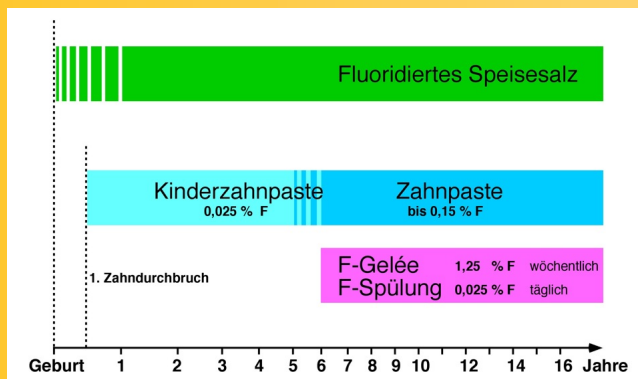 Fluoridiertes Speisesalz
Kinderzahnpaste
0,025 % F
Zahnpaste
bis 0,15 % F
F-Gelée 1,25 % F wöchentlich
F-Spülung 0,025 % F täglich
1. Zahndurchbruch
Geburt 1 2 3 4 5 6 7 8 9 10 12 14 16 Jahre